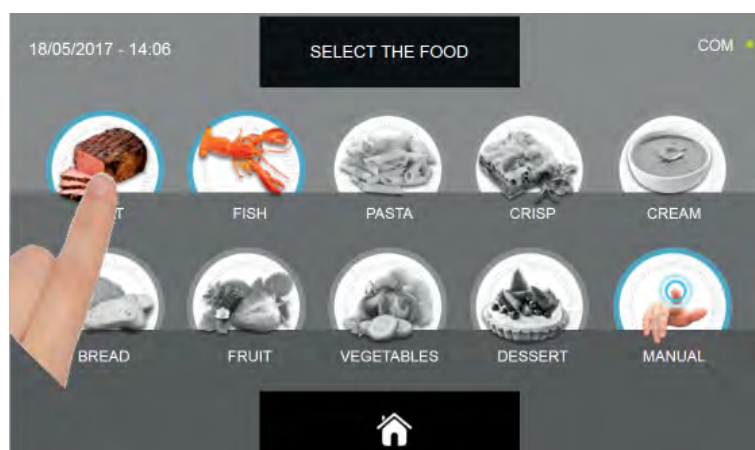 18/05/2017 - 14:06
SELECT THE FOOD
COM
T
FISH
PASTA
CRISP
CREAM
BREAD
FRUIT
VEGETABLES
DESSERT
MANUAL